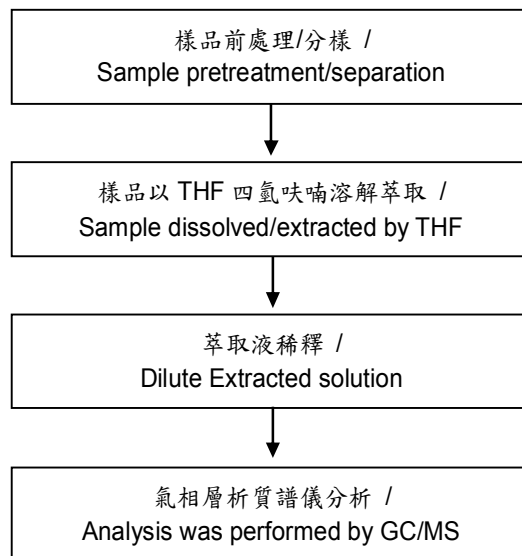 樣品前處理/分樣 /
Sample pretreatment/separation
樣品以 THF 四氫呋喃溶解萃取 /
Sample dissolved/extracted by THF
萃取液稀釋 /
Dilute Extracted solution
氣相層析質譜儀分析 /
Analysis was performed by GC/MS